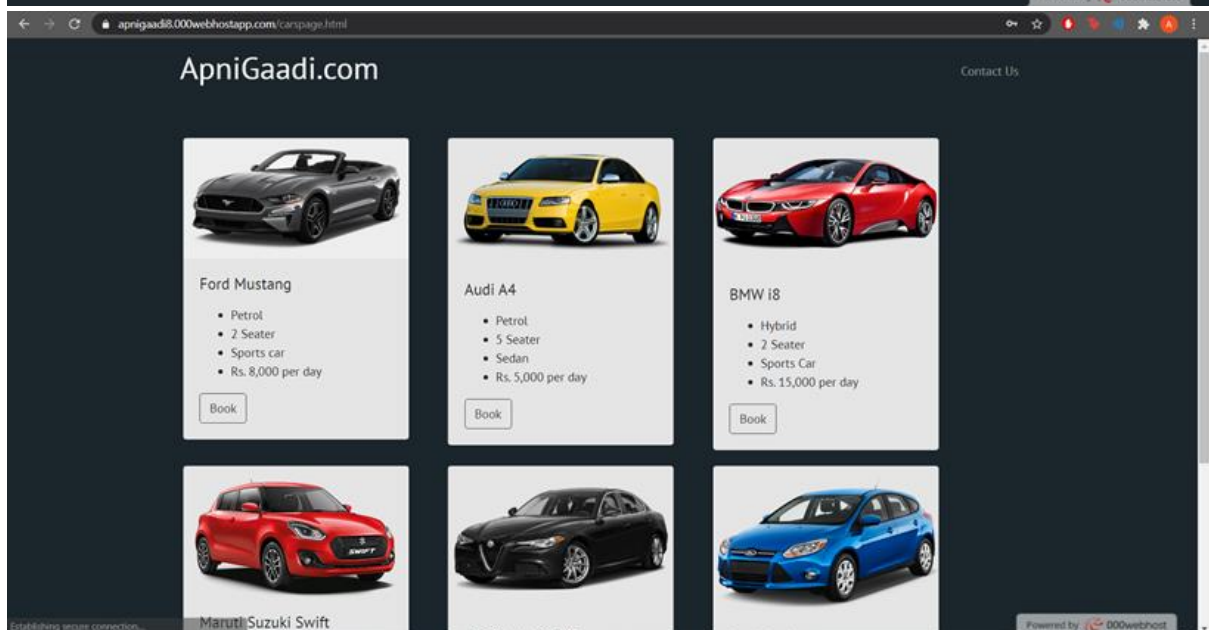 apnigaadi8.000webhostapp.com/carspage.html
ApniGaadi.com
Contact Us
Ford Mustang
• Petrol
• 2 Seater
• Sports car
• Rs. 8,000 per day
Book
Audi A4
• Petrol
• 5 Seater
• Sedan
• Rs. 5,000 per day
Book
BMW i8
• Hybrid
• 2 Seater
• Sports Car
• Rs. 15,000 per day
Book
SWIFT
Maruti Suzuki Swift
Establishing secure connection...
Powered by 000webhost